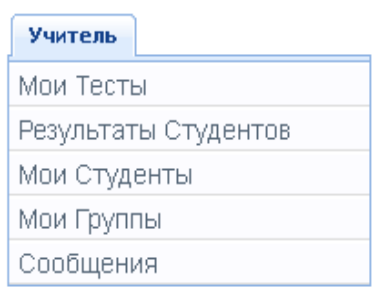 Учитель
Мои Тесты
Результаты Студентов
Мои Студенты
Мои Группы
Сообщения